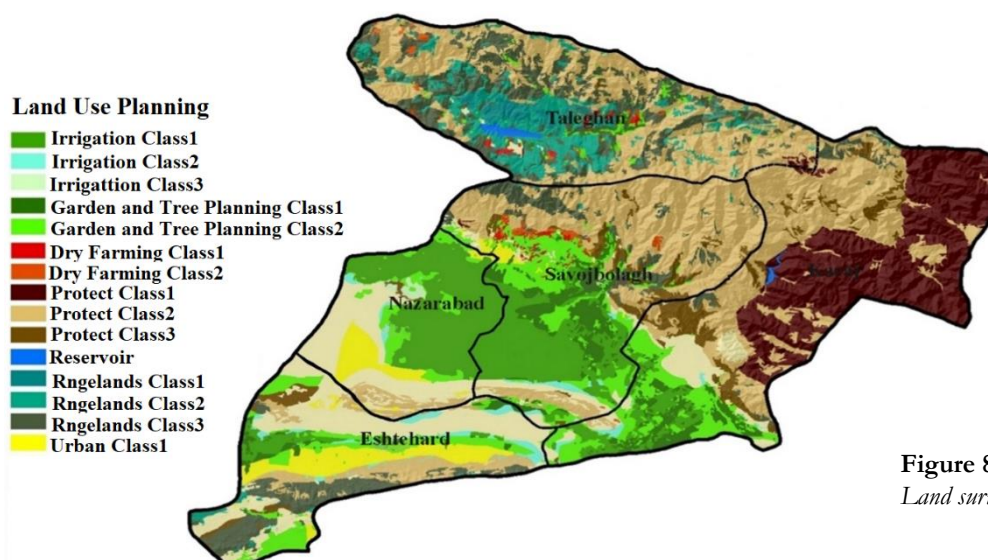 Land Use Planning
Irrigation Class1
Irrigation Class2
Irrigattion Class3
Garden and Tree Planning Class1
Garden and Tree Planning Class2
Dry Farming Class1
Dry Farming Class2
Protect Class1
Protect Class2
Protect Class3
Reservoir
Rngelands Class1
Rngelands Class2
Rngelands Class3
Urban Class1
Taleghan
Savojbolagh
Nazarabad
Eshtehard
Figure 8